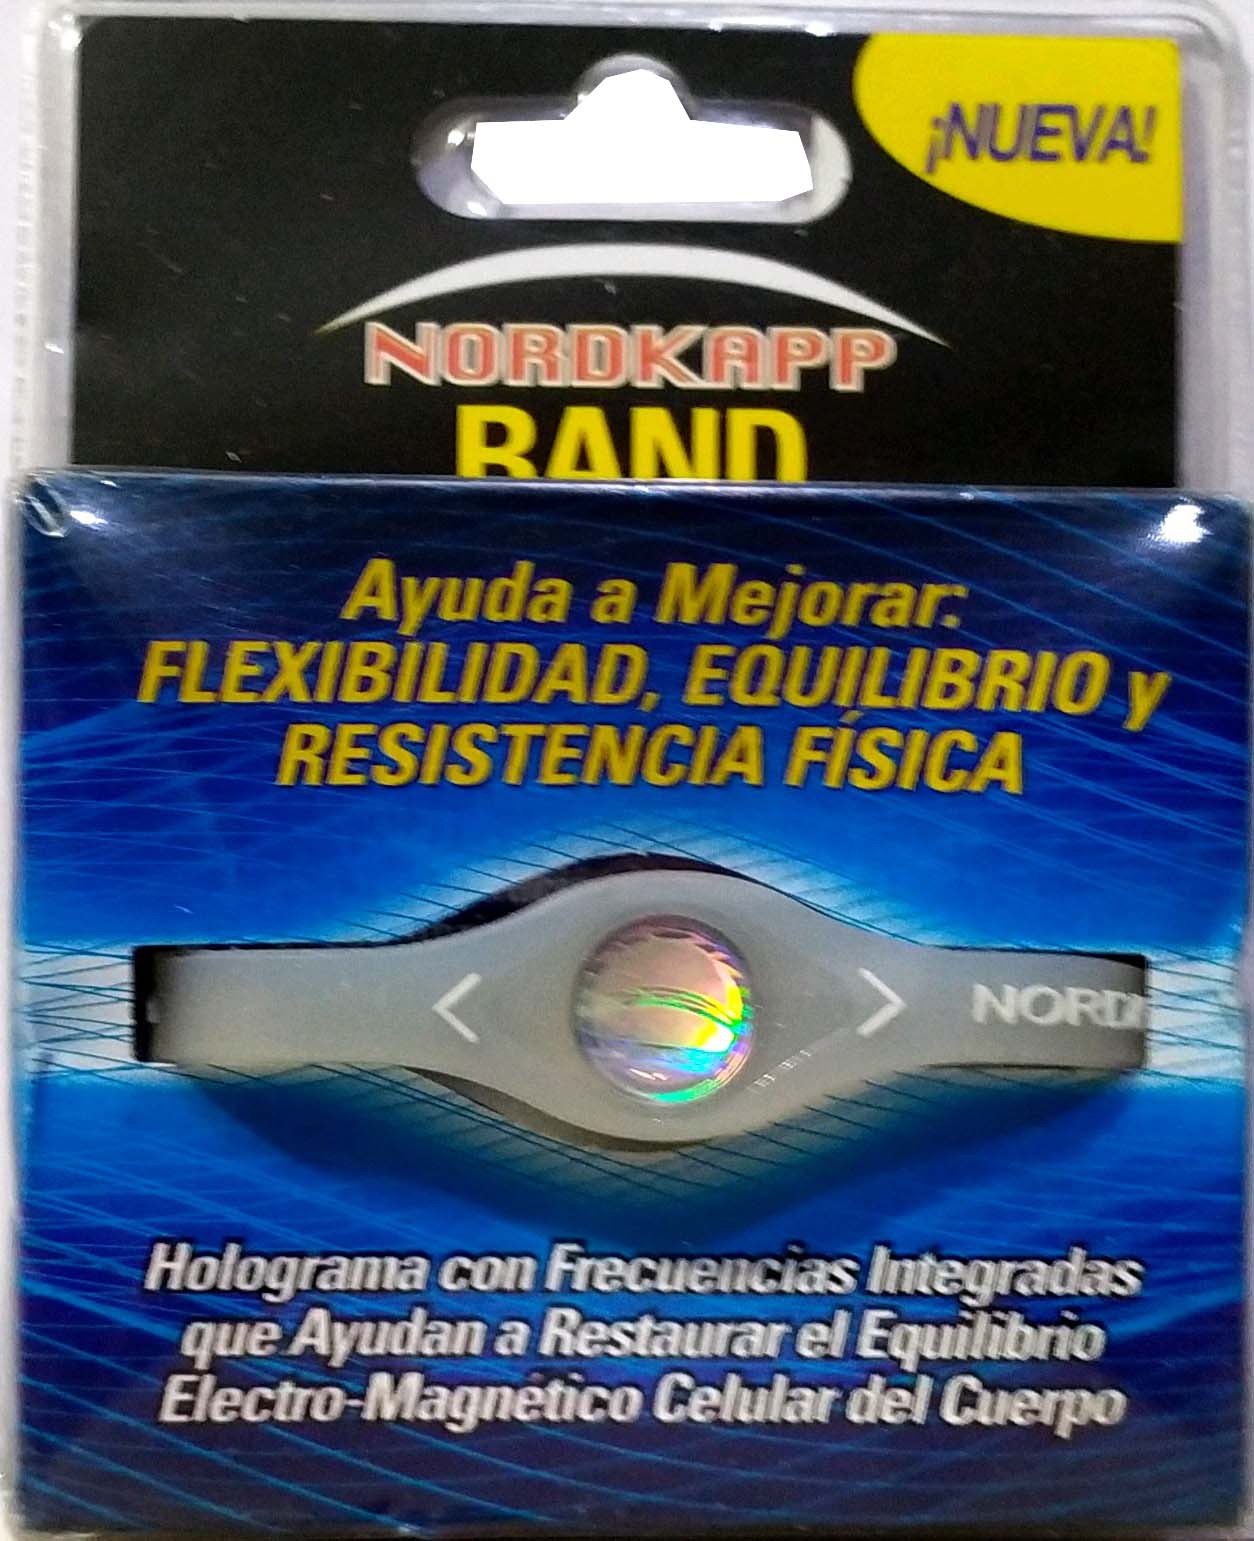 ¡NUEVA!
NORDKAPP
BAND
Ayuda a Mejorar:
FLEXIBILIDAD, EQUILIBRIO y
RESISTENCIA FÍSICA
Holograma con Frecuencias Integradas
que Ayudan a Restaurar el Equilibrio
Electro-Magnético Celular del Cuerpo